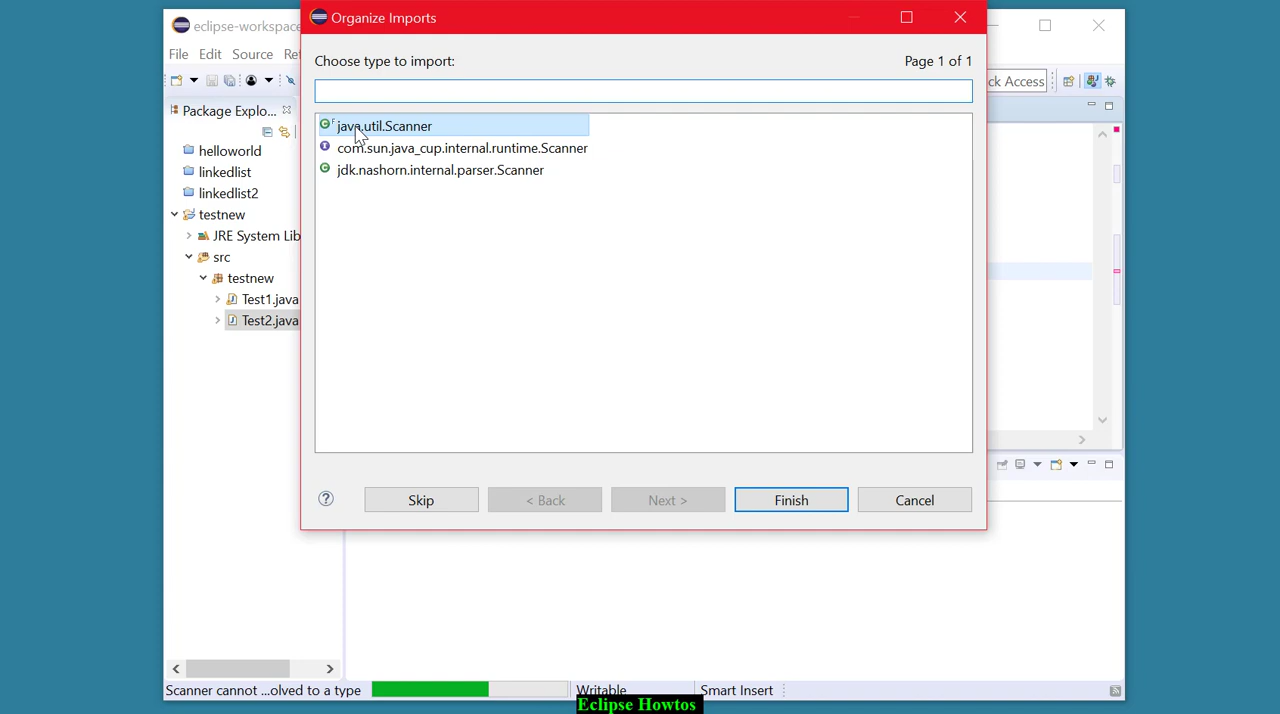 eclipse-workspace
Organize Imports
File Edit Source Ref
Choose type to import:
Page 1 of 1
ck Access
Package Explo...
java.util.Scanner
com.sun.java_cup.internal.runtime.Scanner
jdk.nashorn.internal.parser.Scanner
helloworld
linkedlist
linkedlist2
testnew
JRE System Lib
src
testnew
Test1.java
Test2.java
Skip
< Back
Next >
Finish
Cancel
Scanner cannot ...olved to a type
Writable
Smart Insert
Eclipse Howtos